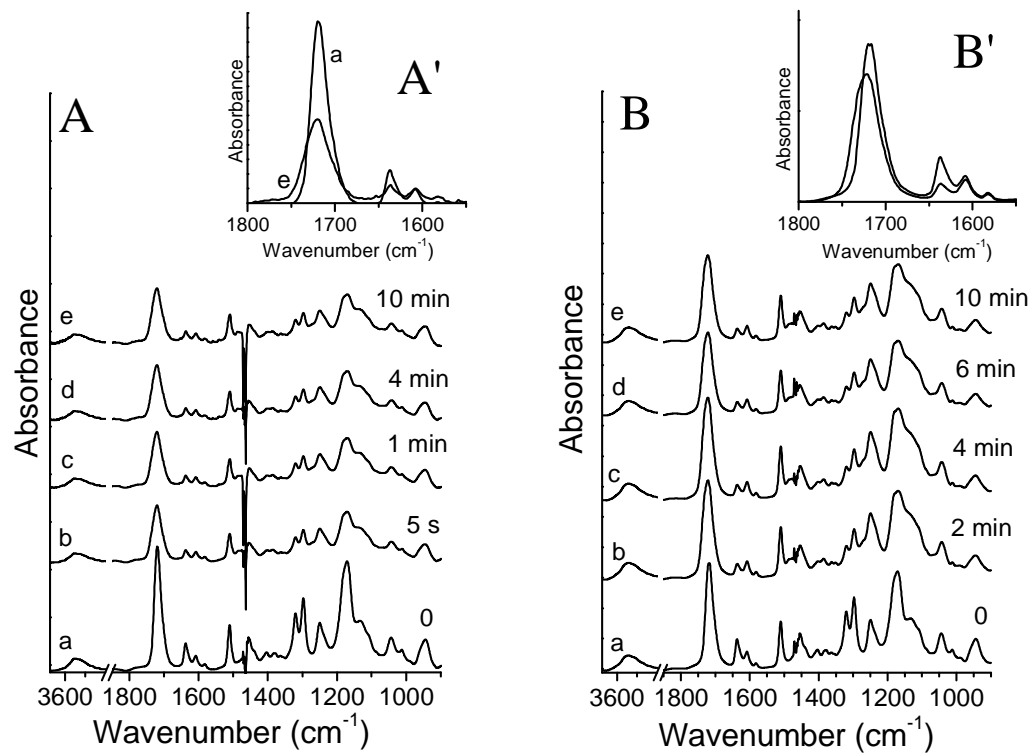 A
Absorbance
3600 1800 1600 1400 1200 1000
Wavenumber (cm⁻¹)
e
10 min
d
4 min
c
1 min
b
5 s
a
0
A'
Absorbance
a
e
1800 1700 1600
Wavenumber (cm⁻¹)
B
Absorbance
3600 1800 1600 1400 1200 1000
Wavenumber (cm⁻¹)
e
10 min
d
6 min
c
4 min
b
2 min
a
0
B'
Absorbance
1800 1700 1600
Wavenumber (cm⁻¹)